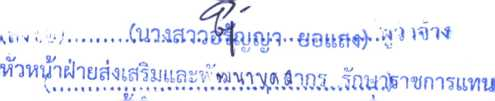 (นางสาวอรัญญา ยอแสง) ผู้ว่าจ้าง
หัวหน้าฝ่ายส่งเสริมและพัฒนาบุคลากร รักษาราชการแทน